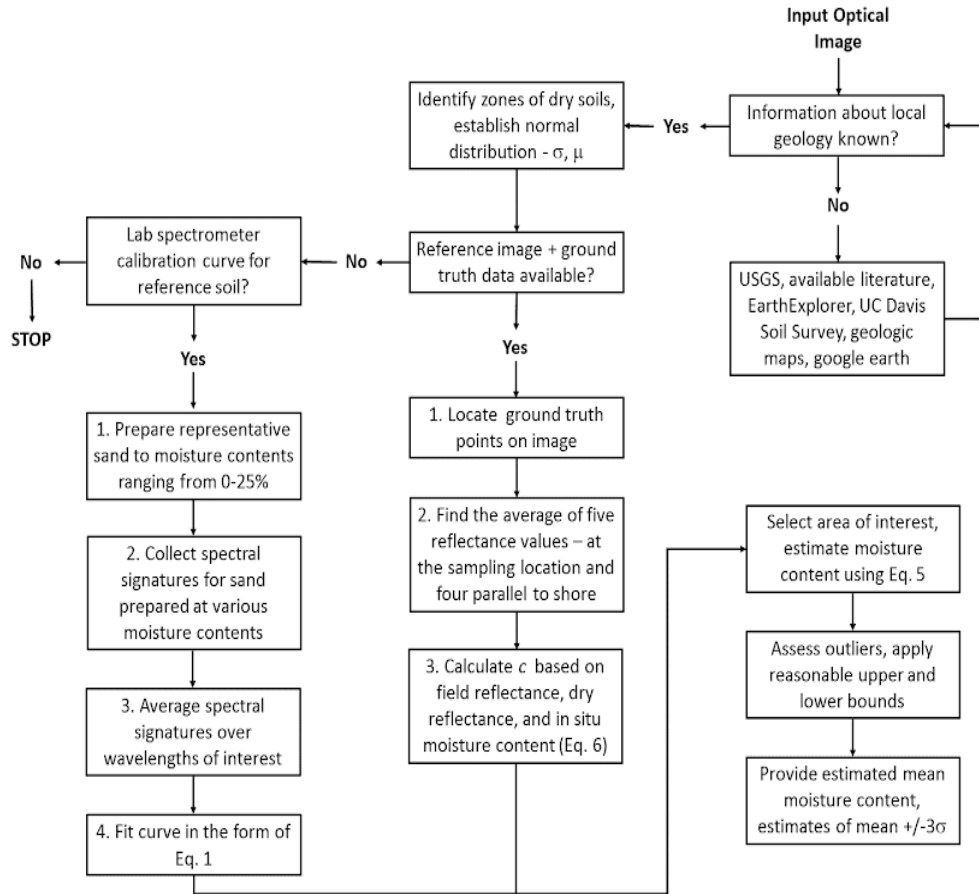 Input Optical
Image
Information about local
geology known?
Yes
Identify zones of dry soils,
establish normal
distribution - σ, μ
No
USGS, available literature,
EarthExplorer, UC Davis
Soil Survey, geologic
maps, google earth
Reference image + ground
truth data available?
No
Lab spectrometer
calibration curve for
reference soil?
No
STOP
Yes
1. Prepare representative
sand to moisture contents
ranging from 0-25%
2. Collect spectral
signatures for sand
prepared at various
moisture contents
3. Average spectral
signatures over
wavelengths of interest
4. Fit curve in the form of
Eq. 1
Yes
1. Locate ground truth
points on image
2. Find the average of five
reflectance values – at
the sampling location and
four parallel to shore
3. Calculate c based on
field reflectance, dry
reflectance, and in situ
moisture content (Eq. 6)
Select area of interest,
estimate moisture
content using Eq. 5
Assess outliers, apply
reasonable upper and
lower bounds
Provide estimated mean
moisture content,
estimates of mean +/-3σ